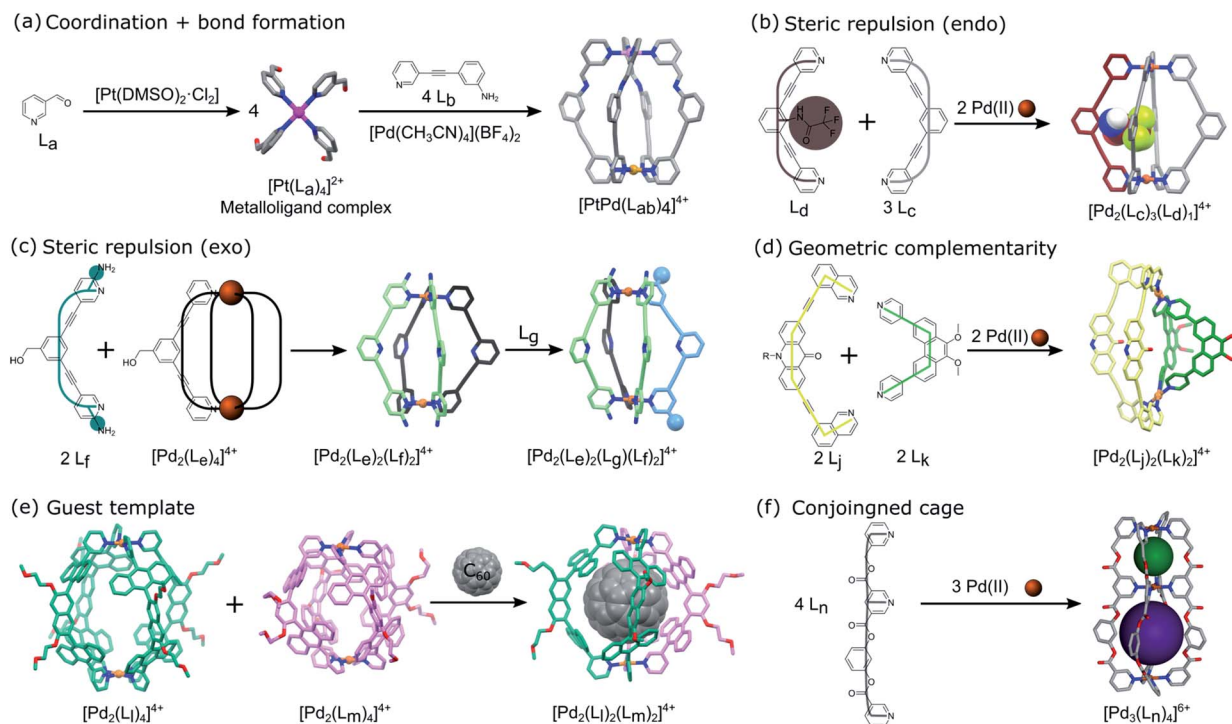 (a) Coordination + bond formation
N
O
La
[Pt(DMSO)2·Cl2]
4
[Pt(La)4]2+
Metalloligand complex
N
NH2
4 Lb
[Pd(CH3CN)4](BF4)2
[PtPd(Lab)4]4+
(b) Steric repulsion (endo)
N
HN
O
F
F
F
N
Ld
+
N
N
3 Lc
2 Pd(II)
[Pd2(Lc)3(Ld)1]4+
(c) Steric repulsion (exo)
NH2
N
HO
N
NH2
2 Lf
+
N
HO
N
[Pd2(Le)4]4+
[Pd2(Le)2(Lf)2]4+
Lg
[Pd2(Le)2(Lg)(Lf)2]4+
(d) Geometric complementarity
N
R-N
O
N
2 Lj
+
N
O
O
N
2 Lk
2 Pd(II)
[Pd2(Lj)2(Lk)2]4+
(e) Guest template
[Pd2(Ll)4]4+
+
[Pd2(Lm)4]4+
C60
[Pd2(Ll)2(Lm)2]4+
(f) Conjoingned cage
4 Ln
N
O
O
N
O
O
O
O
N
3 Pd(II)
[Pd3(Ln)4]6+